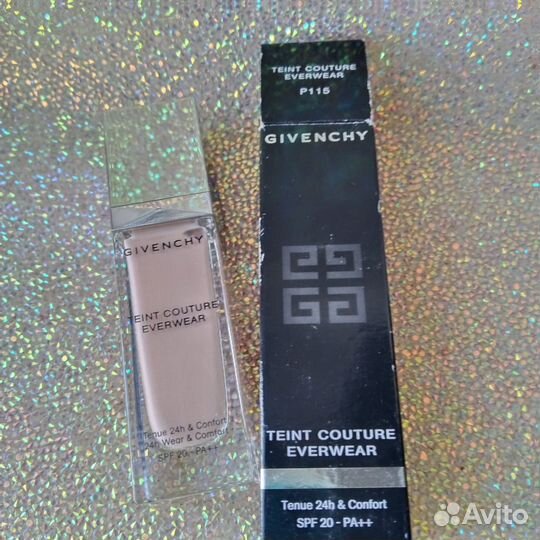 GIVENCHY
TEINT COUTURE
EVERWEAR
Tenue 24h & Confort
24h Wear & Comfort
SPF 20 - PA++
TEINT COUTURE
EVERWEAR
P115
GIVENCHY
TEINT COUTURE
EVERWEAR
Tenue 24h & Confort
SPF 20 - PA++
Avito